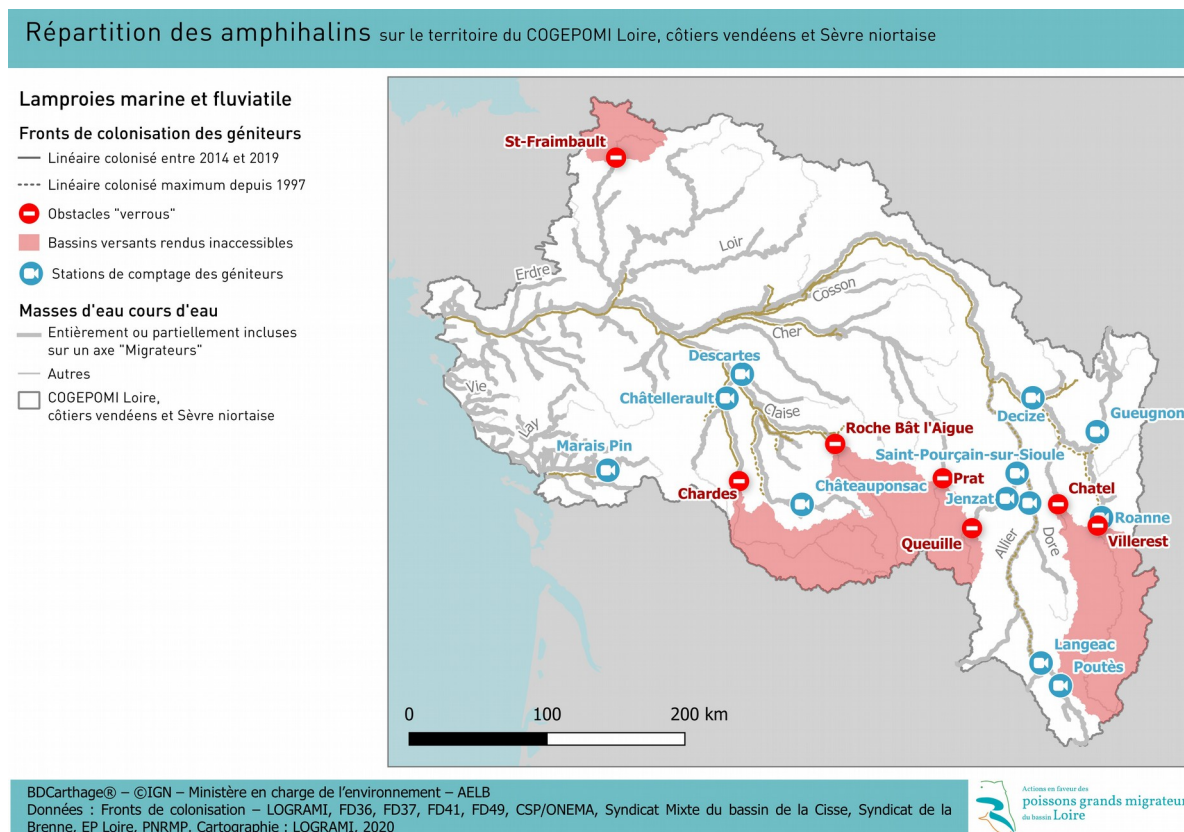 Répartition des amphihalins sur le territoire du COGEPOMI Loire, côtiers vendéens et Sèvre niortaise
Lamproies marine et fluviatile
Fronts de colonisation des géniteurs
Linéaire colonisé entre 2014 et 2019
Linéaire colonisé maximum depuis 1997
Obstacles "verrous"
Bassins versants rendus inaccessibles
Stations de comptage des géniteurs
Masses d'eau cours d'eau
Entièrement ou partiellement incluses
sur un axe "Migrateurs"
Autres
COGEPOMI Loire,
côtiers vendéens et Sèvre niortaise
St-Fraimbault
Loir
Erdre
Cosson
Cher
Descartes
Vie
Châtellerault
Claise
Decize
Gueugnon
Lay
Roche Bât l'Aigue
Marais Pin
Saint-Pourçain-sur-Sioule
Chardes
Châteauponsac
Prat
Jenzat
Chatel
Roanne
Queuille
Allier
Dore
Villerest
Langeac
Poutès
0 100 200 km
BDCarthage® – ©IGN – Ministère en charge de l'environnement – AELB
Données : Fronts de colonisation – LOGRAMI, FD36, FD37, FD41, FD49, CSP/ONEMA, Syndicat Mixte du bassin de la Cisse, Syndicat de la
Brenne, EP Loire, PNRMP. Cartographie : LOGRAMI, 2020
Actions en faveur des
poissons grands migrateu
du bassin Loire